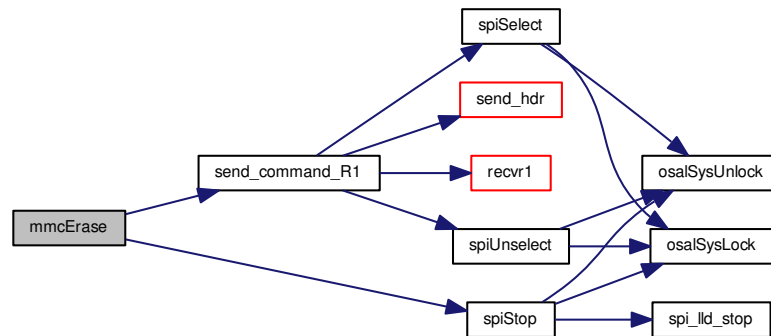 spiSelect
send_hdr
send_command_R1
recvr1
osalSysUnlock
mmcErase
spiUnselect
osalSysLock
spiStop
spi_lld_stop